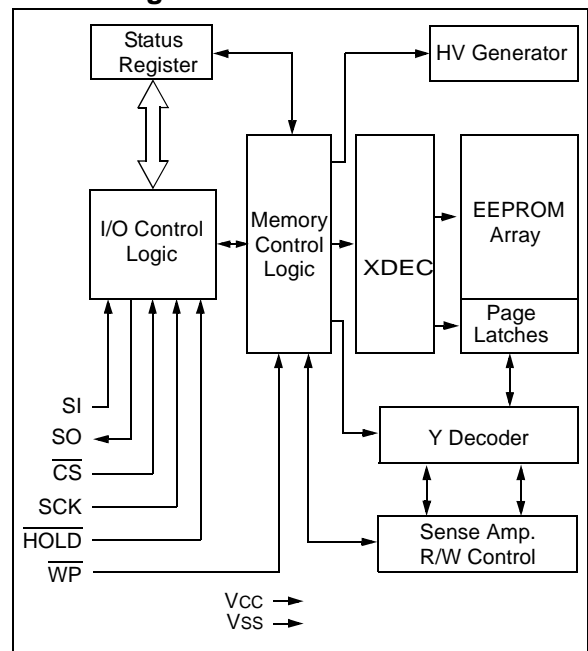 Status
Register
HV Generator
I/O Control
Logic
Memory
Control
Logic
XDEC
EEPROM
Array
Page
Latches
SI
SO
CS
SCK
HOLD
WP
Y Decoder
Sense Amp.
R/W Control
VCC
VSS